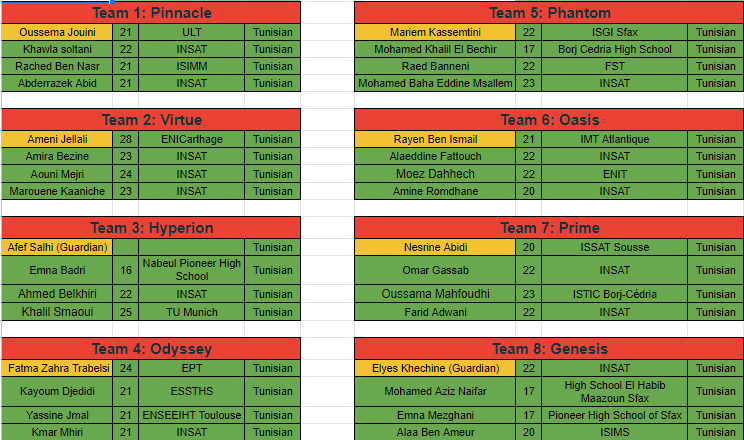 Team 1: Pinnacle
Oussema Jouini 21 ULT Tunisian
Khawla soltani 22 INSAT Tunisian
Rached Ben Nasr 21 ISIMM Tunisian
Abderrazek Abid 21 INSAT Tunisian
Team 2: Virtue
Ameni Jellali 28 ENICarthage Tunisian
Amira Bezine 23 INSAT Tunisian
Aouni Mejri 24 INSAT Tunisian
Marouene Kaaniche 23 INSAT Tunisian
Team 3: Hyperion
Afef Salhi (Guardian) Tunisian
Emna Badri 16 Nabeul Pioneer High School Tunisian
Ahmed Belkhiri 22 INSAT Tunisian
Khalil Smaoui 25 TU Munich Tunisian
Team 4: Odyssey
Fatma Zahra Trabelsi 24 EPT Tunisian
Kayoum Djedidi 21 ESSTHS Tunisian
Yassine Jmal 21 ENSEEIHT Toulouse Tunisian
Kmar Mhiri 21 INSAT Tunisian
Team 5: Phantom
Mariem Kassemtini 22 ISGI Sfax Tunisian
Mohamed Khalil El Bechir 17 Borj Cedria High School Tunisian
Raed Banneni 22 FST Tunisian
Mohamed Baha Eddine Msallem 23 INSAT Tunisian
Team 6: Oasis
Rayen Ben Ismail 21 IMT Atlantique Tunisian
Alaeddine Fattouch 22 INSAT Tunisian
Moez Dahhech 22 ENIT Tunisian
Amine Romdhane 20 INSAT Tunisian
Team 7: Prime
Nesrine Abidi 20 ISSAT Sousse Tunisian
Omar Gassab 22 INSAT Tunisian
Oussama Mahfoudhi 23 ISTIC Borj-Cédria Tunisian
Farid Adwani 22 INSAT Tunisian
Team 8: Genesis
Elyes Khechine (Guardian) 22 INSAT Tunisian
Mohamed Aziz Naifar 17 High School El Habib Maazoun Sfax Tunisian
Emna Mezghani 17 Pioneer High School of Sfax Tunisian
Alaa Ben Ameur 20 ISIMS Tunisian